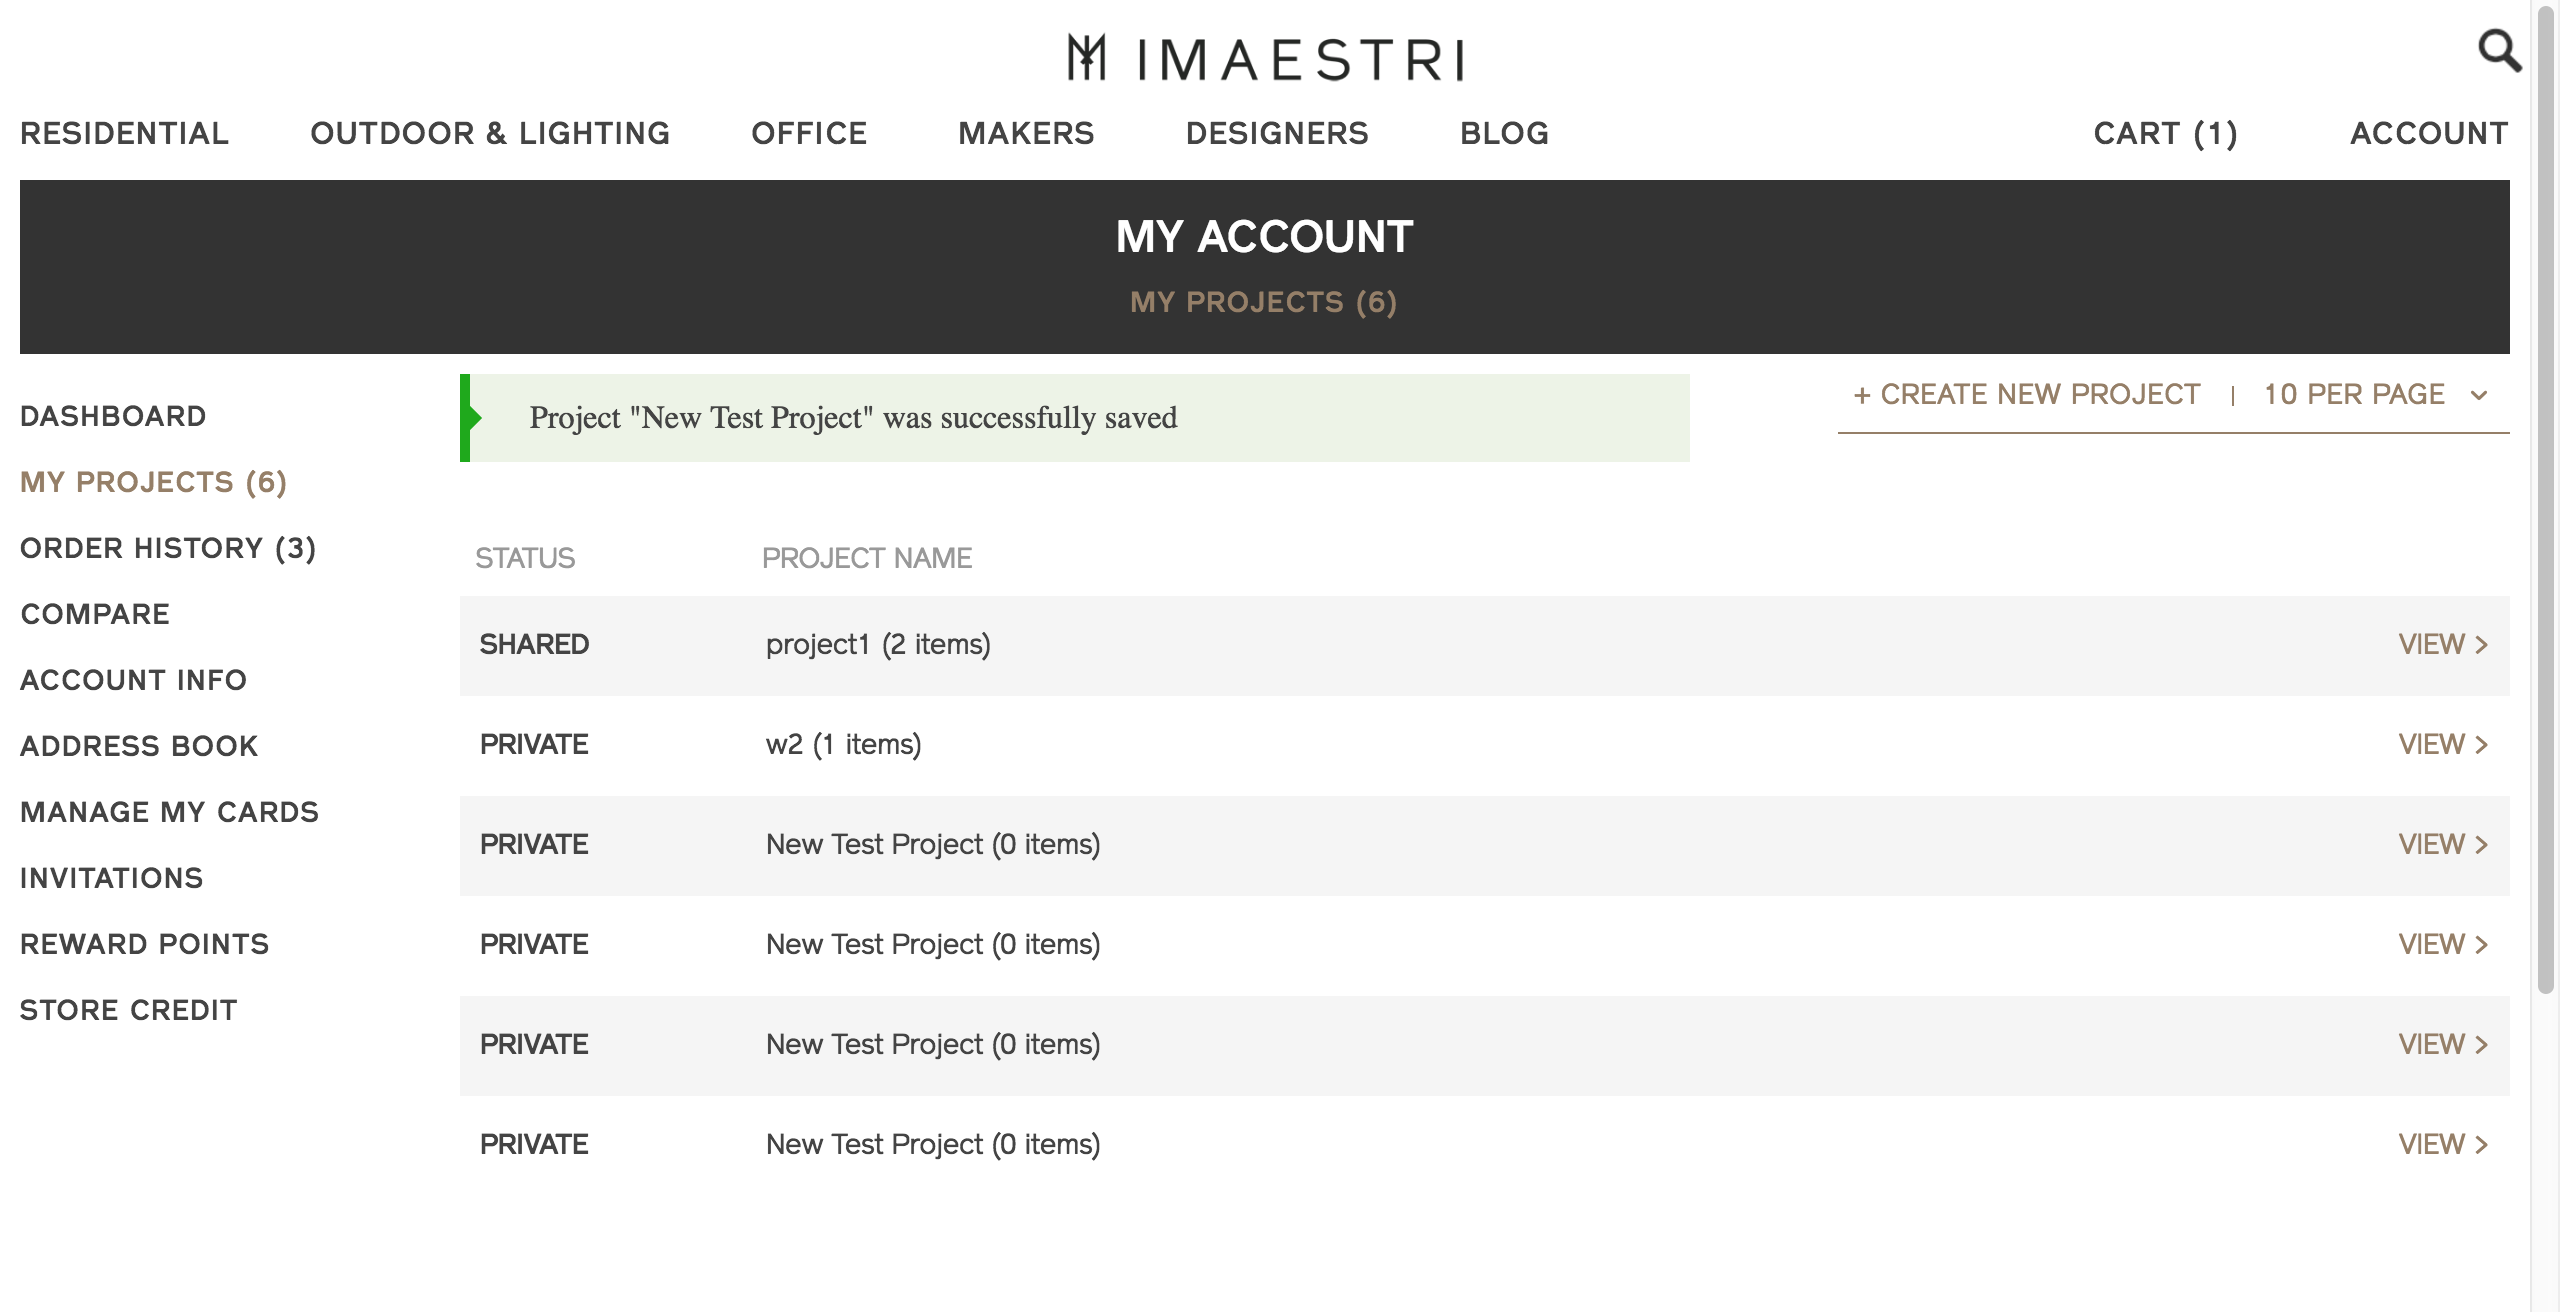 IMAESTRI
RESIDENTIAL OUTDOOR & LIGHTING OFFICE MAKERS DESIGNERS BLOG CART (1) ACCOUNT
MY ACCOUNT
MY PROJECTS (6)
DASHBOARD
MY PROJECTS (6)
ORDER HISTORY (3)
COMPARE
ACCOUNT INFO
ADDRESS BOOK
MANAGE MY CARDS
INVITATIONS
REWARD POINTS
STORE CREDIT
Project "New Test Project" was successfully saved
+ CREATE NEW PROJECT | 10 PER PAGE
STATUS PROJECT NAME
SHARED project1 (2 items) VIEW >
PRIVATE w2 (1 items) VIEW >
PRIVATE New Test Project (0 items) VIEW >
PRIVATE New Test Project (0 items) VIEW >
PRIVATE New Test Project (0 items) VIEW >
PRIVATE New Test Project (0 items) VIEW >